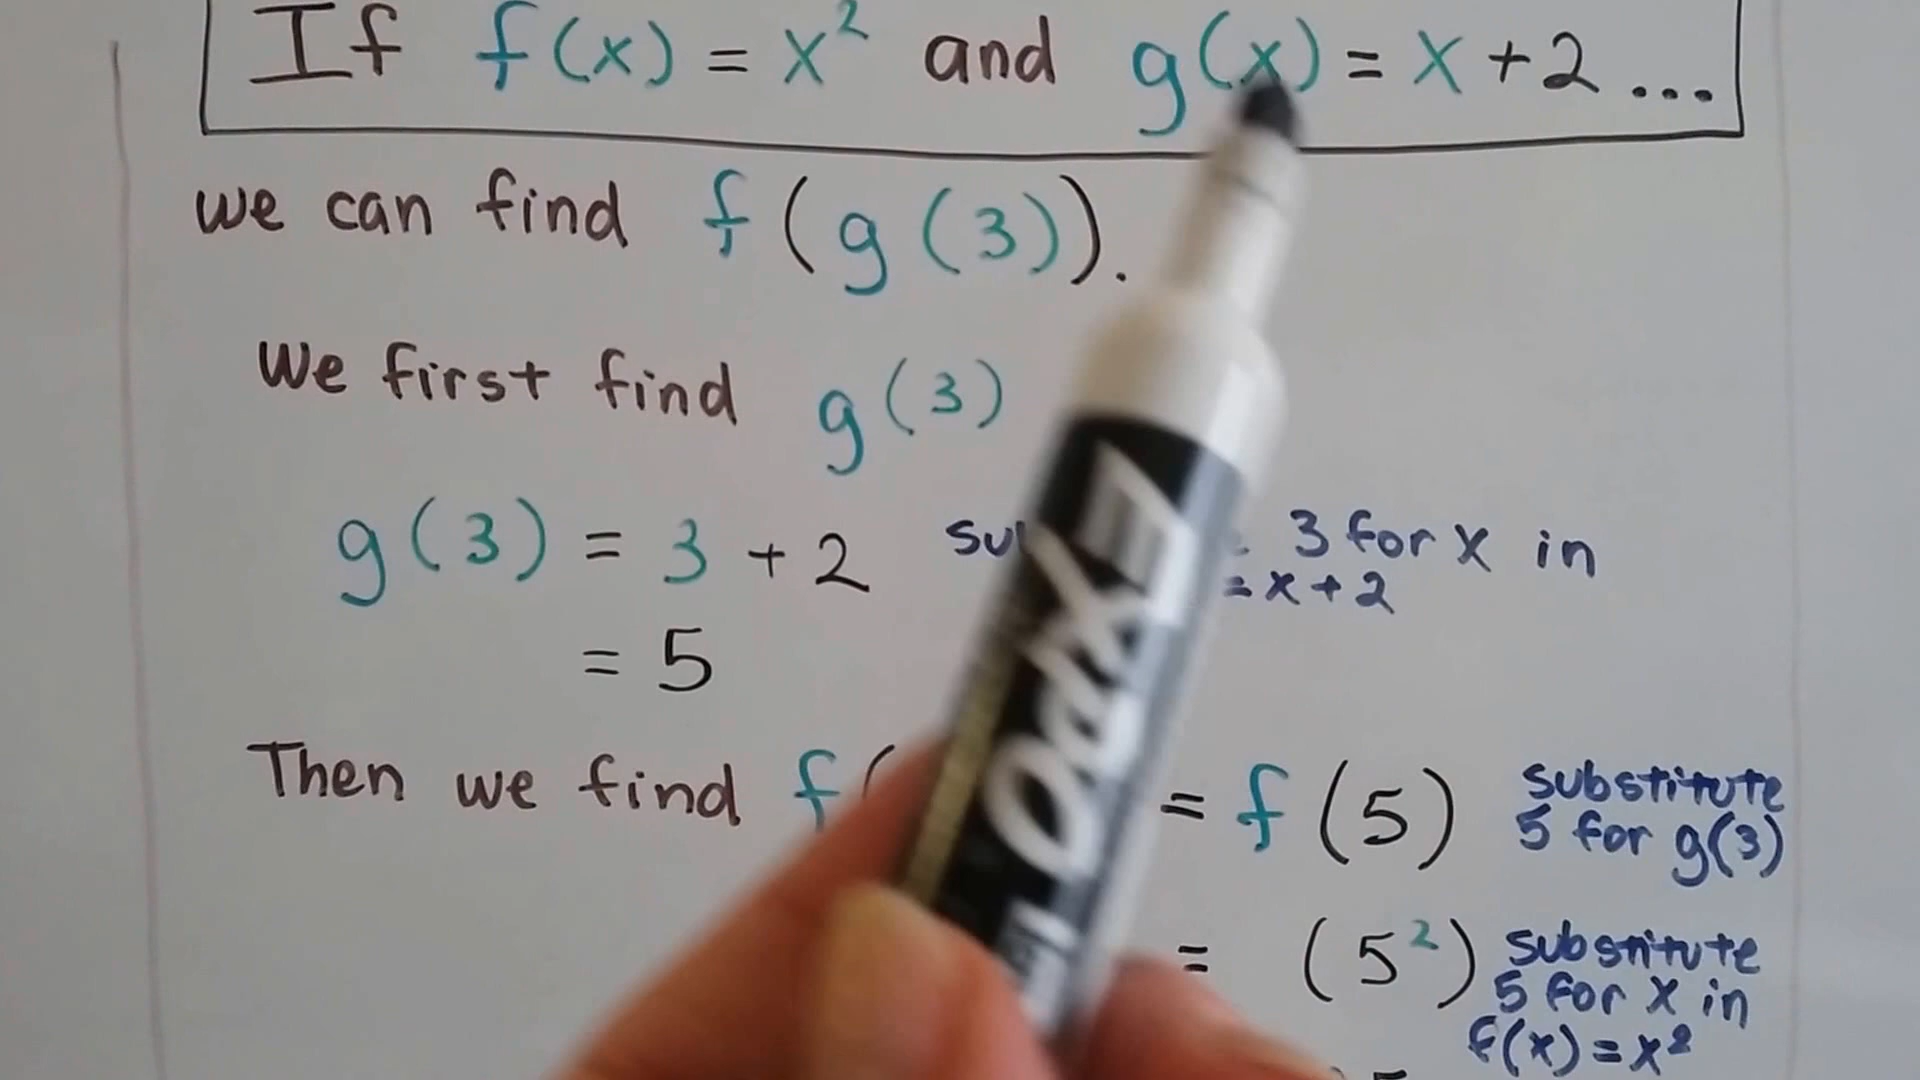 If f(x) = x² and g(x) = x + 2 ...
we can find f(g(3)).
We first find g(3)
g(3) = 3 + 2
3 for x in
= x + 2
= 5
Then we find f( = f(5)
substitute
5 for g(3)
= (5²)
substitute
5 for x in
f(x) = x²
EXPO